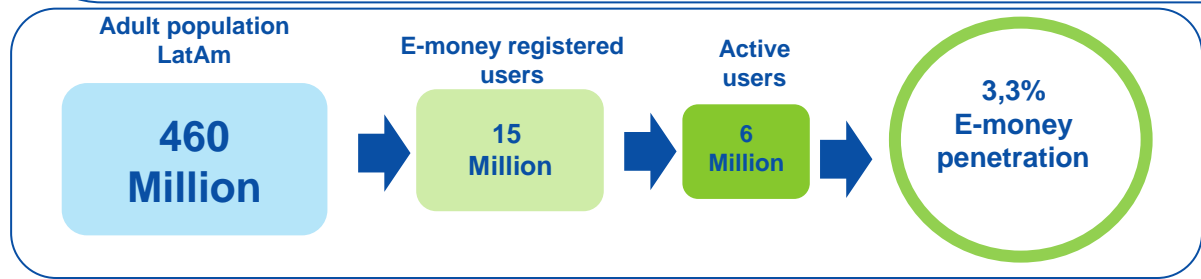 Adult population
LatAm
460
Million
E-money registered
users
15
Million
Active
users
6
Million
3,3%
E-money
penetration